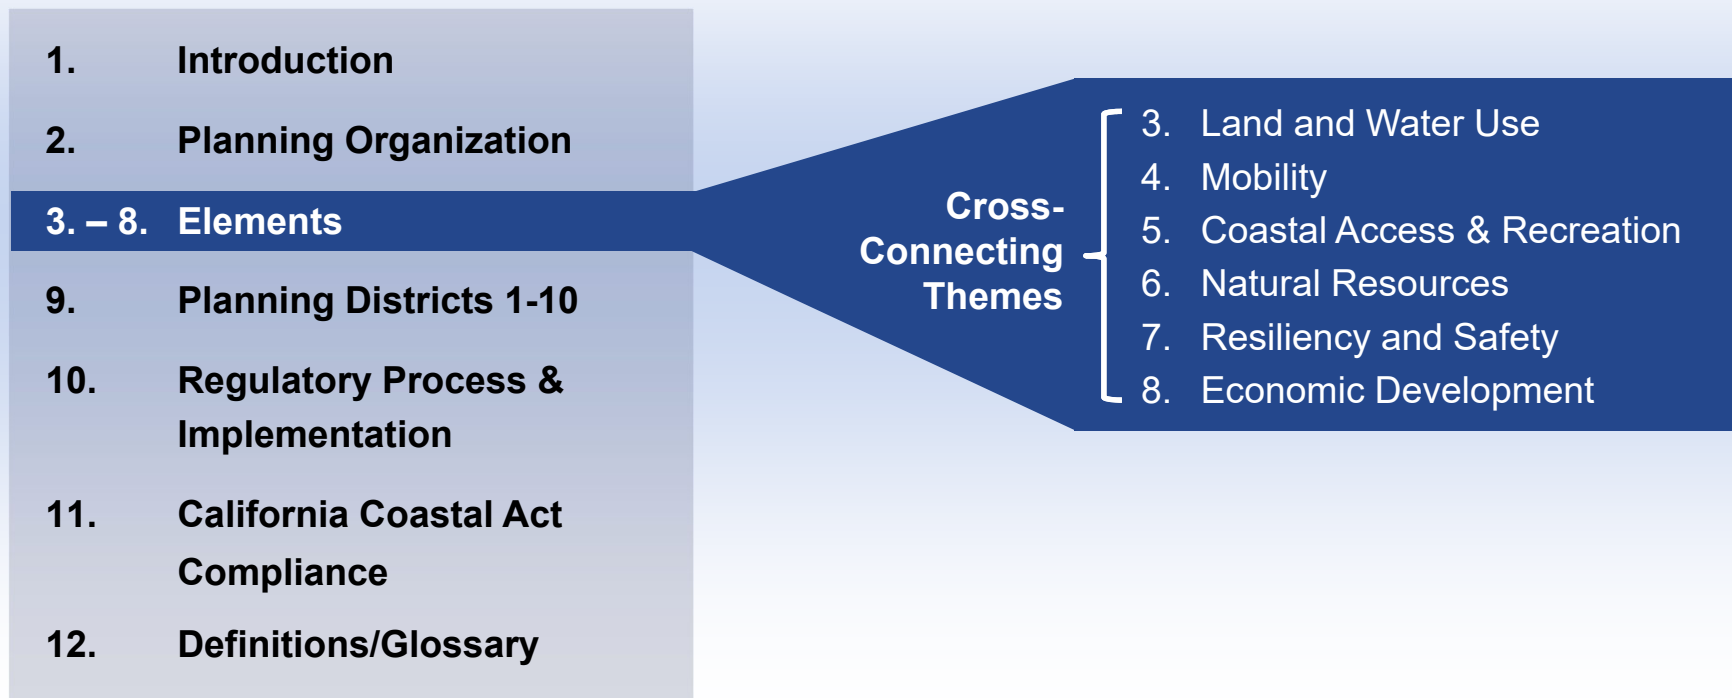 1. Introduction
2. Planning Organization
3. – 8. Elements
9. Planning Districts 1-10
10. Regulatory Process &
Implementation
11. California Coastal Act
Compliance
12. Definitions/Glossary
Cross-
Connecting
Themes
3. Land and Water Use
4. Mobility
5. Coastal Access & Recreation
6. Natural Resources
7. Resiliency and Safety
8. Economic Development